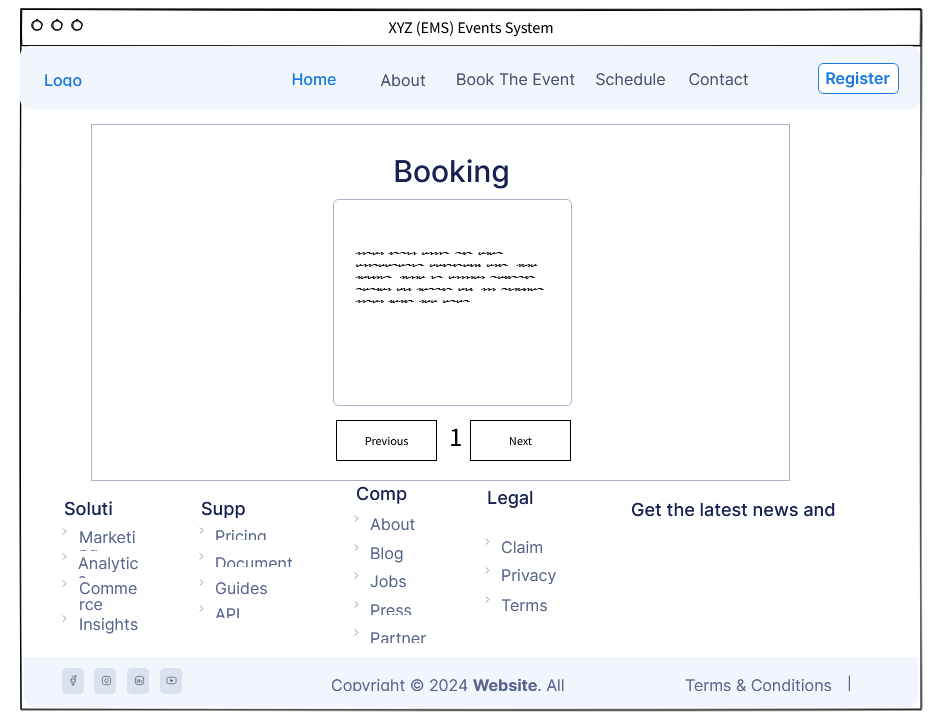 XYZ (EMS) Events System
Logo
Home
About
Book The Event
Schedule
Contact
Register
Booking
Previous
1
Next
Soluti
Marketi
ng
Analytic
s
Comme
rce
Insights
Supp
Pricing
Document
Guides
API
Comp
About
Blog
Jobs
Press
Partner
Legal
Claim
Privacy
Terms
Get the latest news and
Copyright © 2024 Website. All
Terms & Conditions |